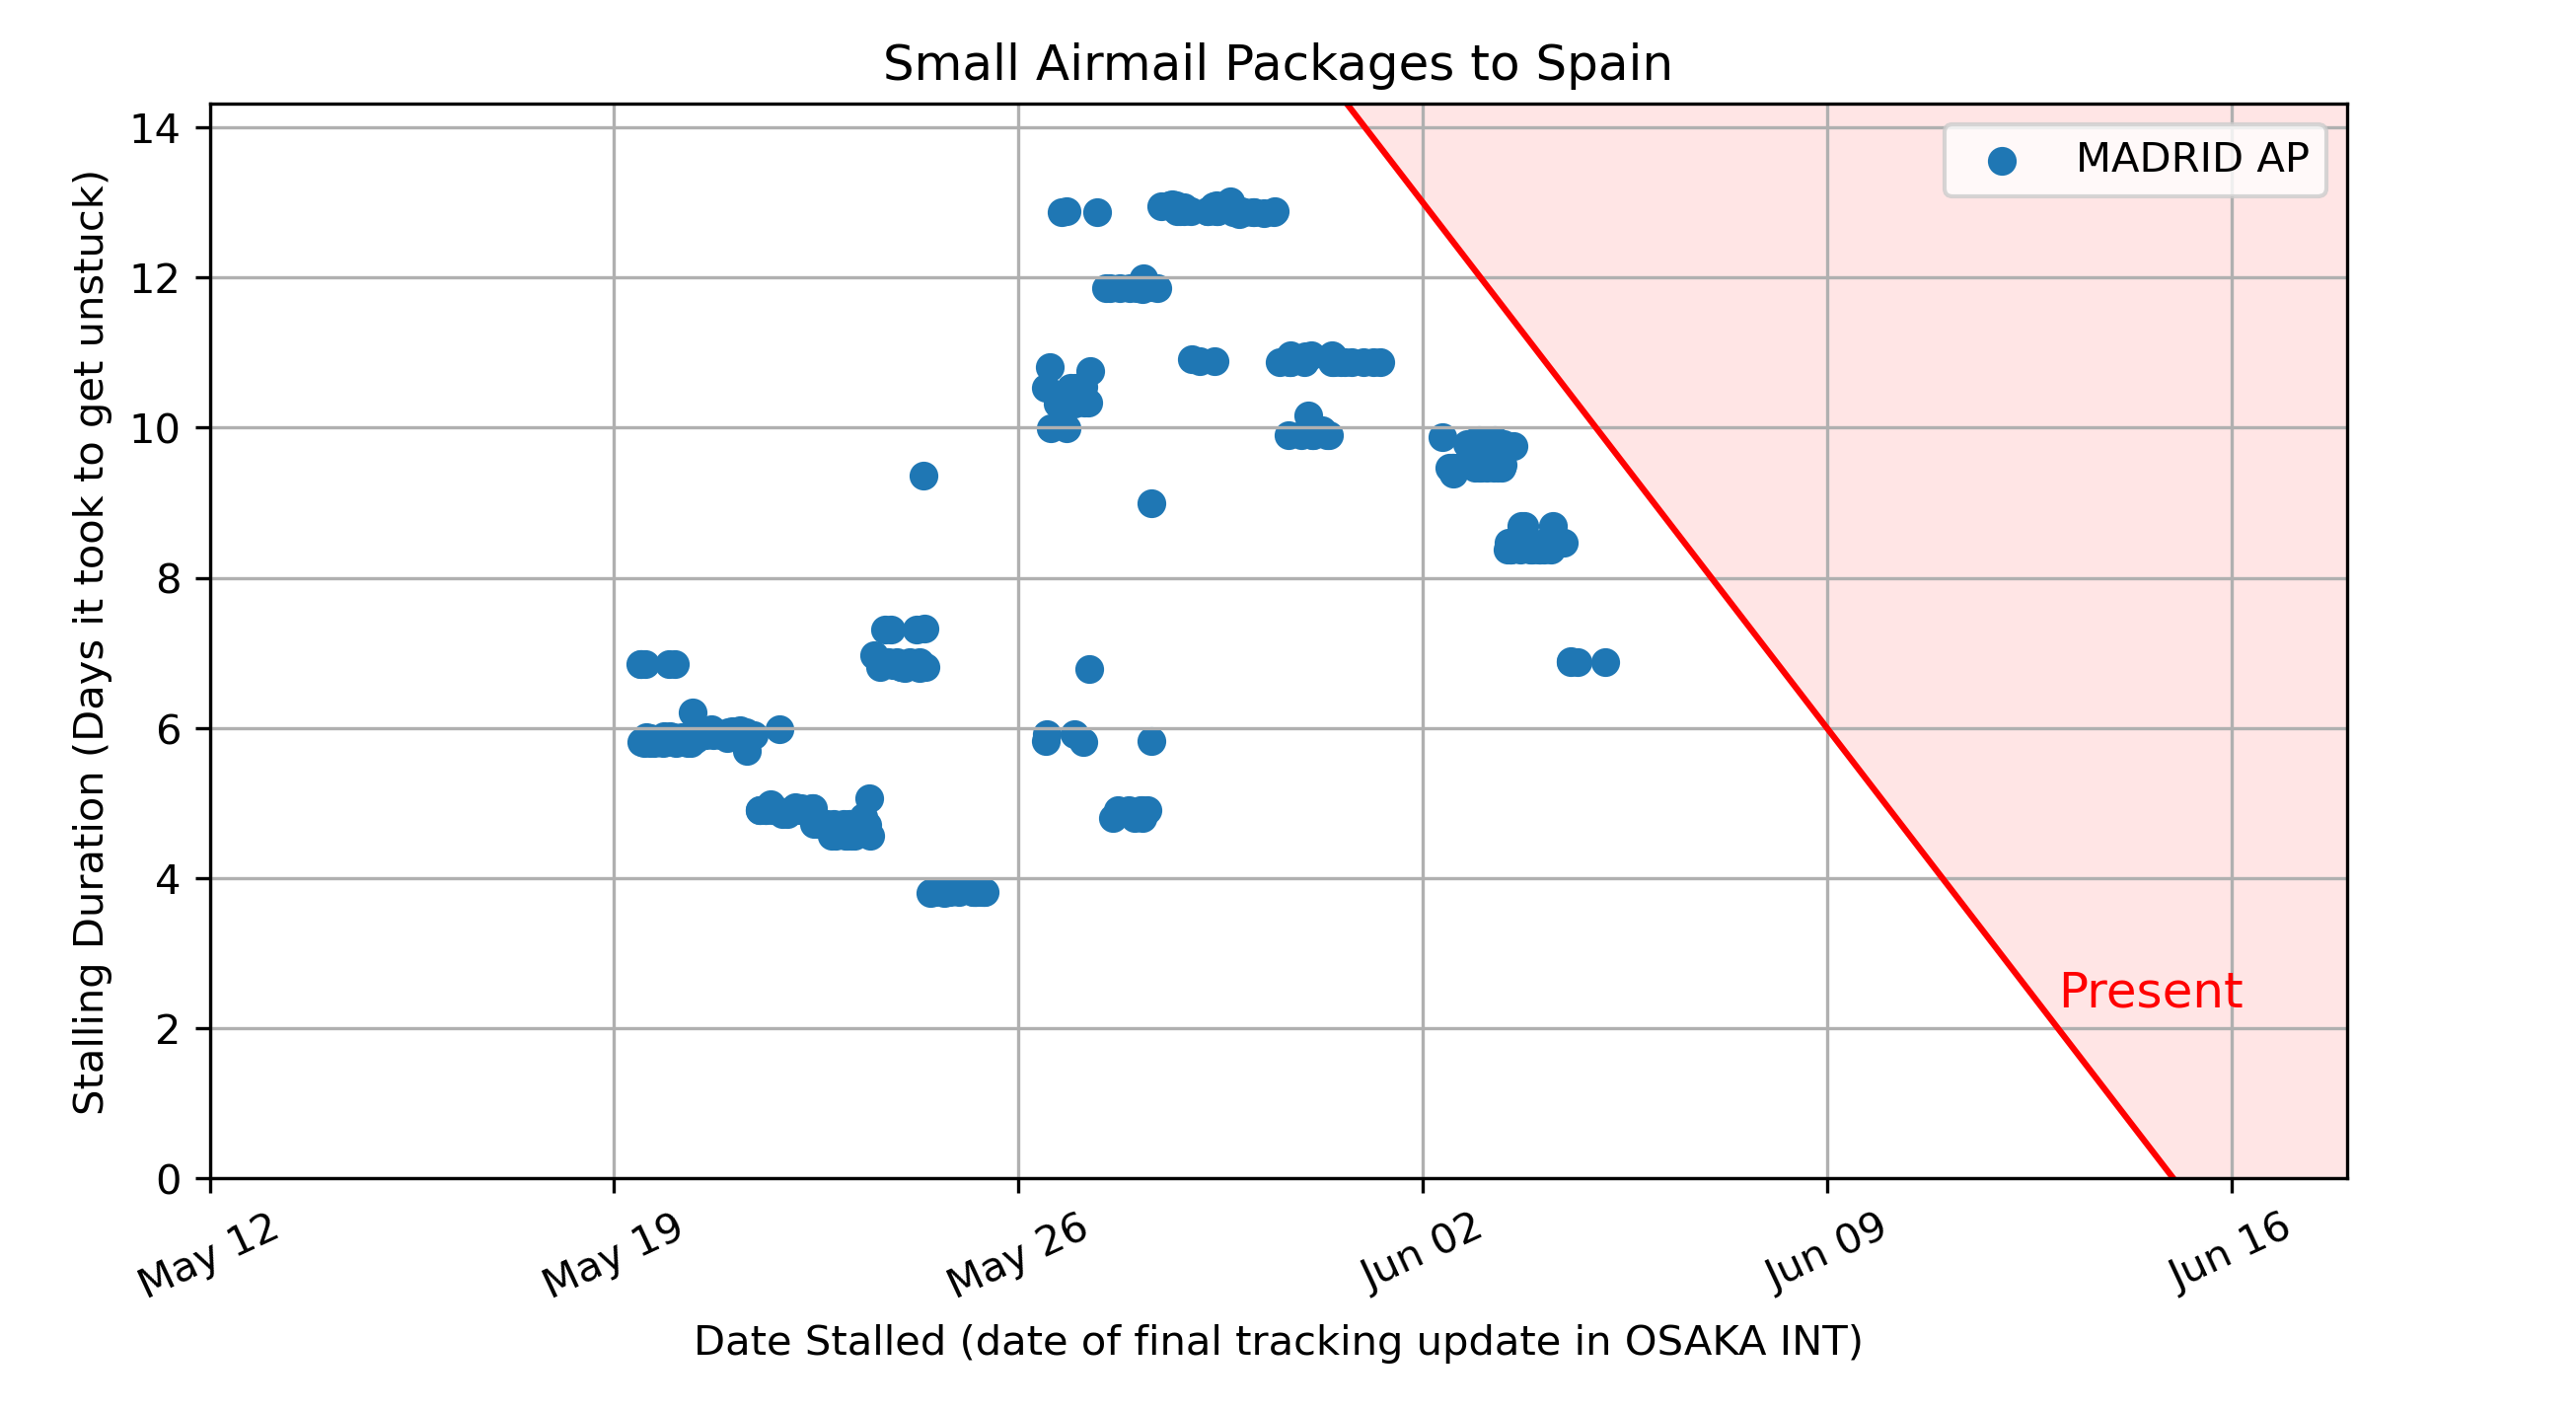 Small Airmail Packages to Spain
MADRID AP
Stalling Duration (Days it took to get unstuck)
14
12
10
8
6
4
2
0
Present
May 12
May 19
May 26
Jun 02
Jun 09
Jun 16
Date Stalled (date of final tracking update in OSAKA INT)